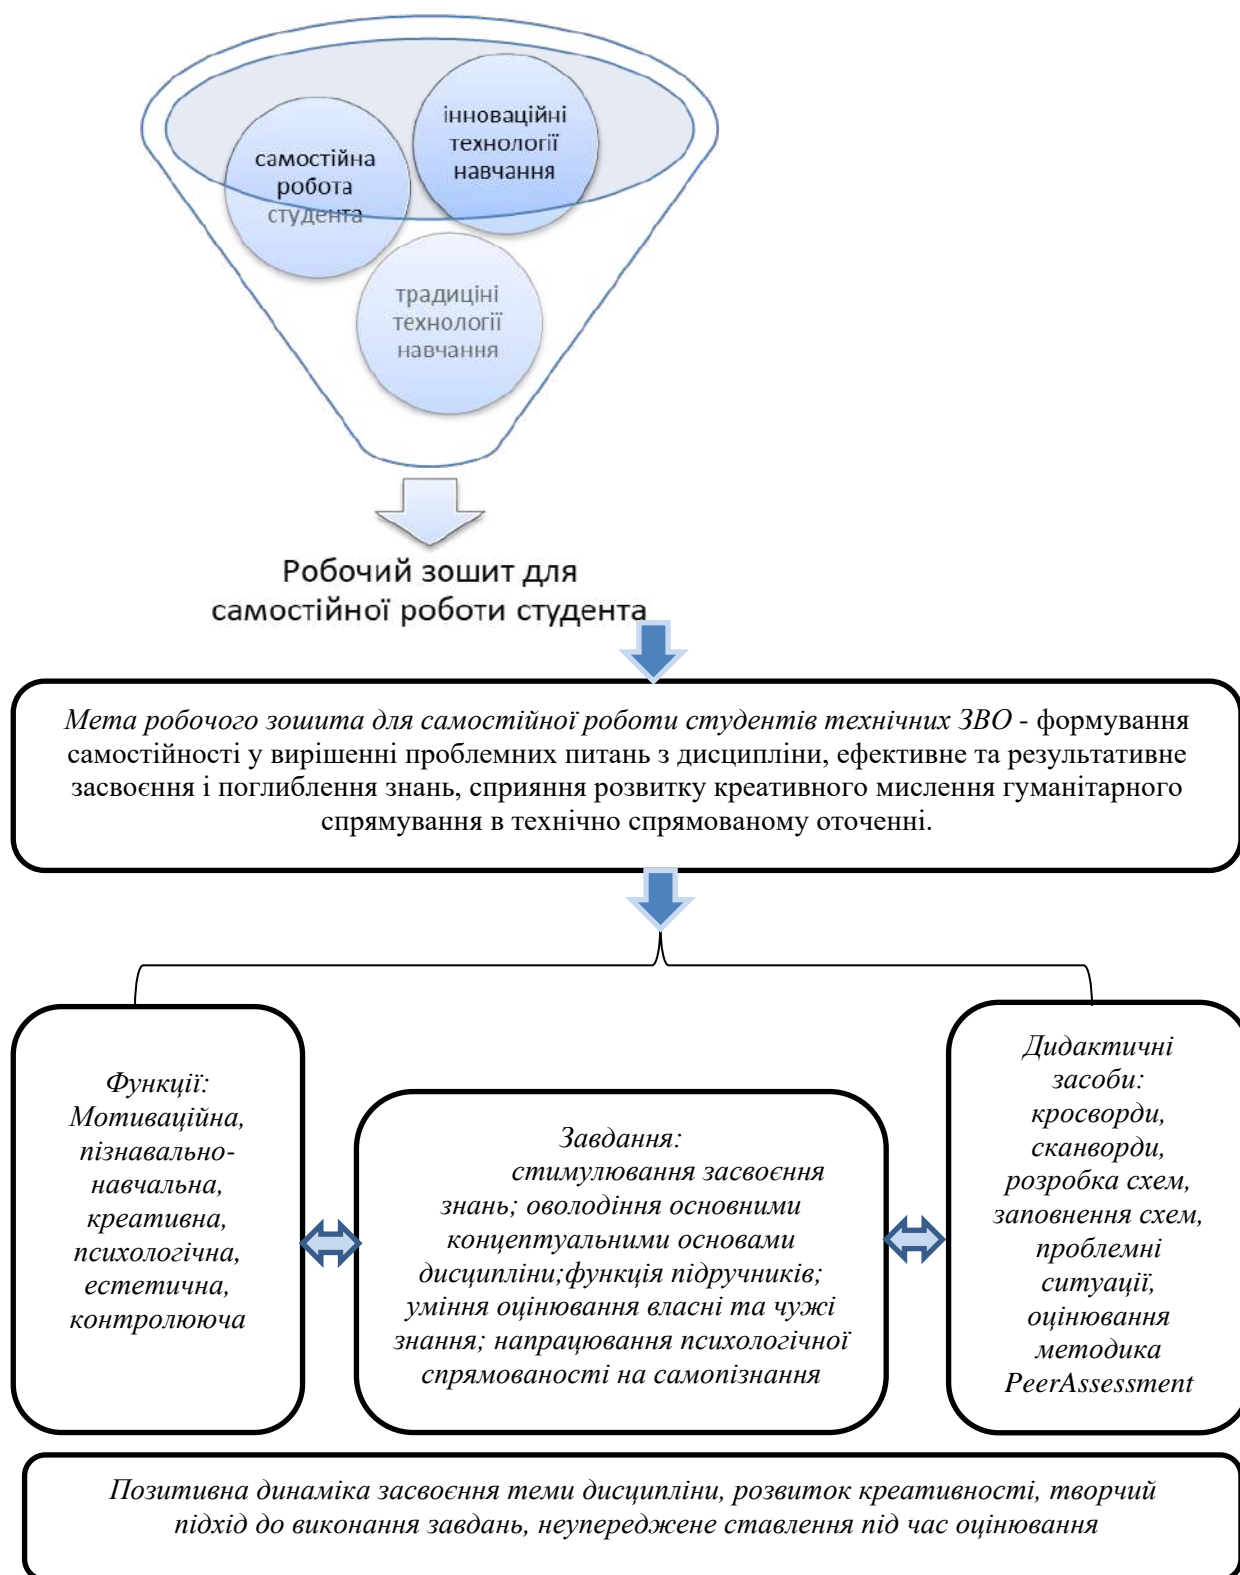 інноваційні
технології
навчання
самостійна
робота
студента
традиціні
технології
навчання
Робочий зошит для
самостійної роботи студента
Мета робочого зошита для самостійної роботи студентів технічних ЗВО - формування
самостійності у вирішенні проблемних питань з дисципліни, ефективне та результативне
засвоєння і поглиблення знань, сприяння розвитку креативного мислення гуманітарного
спрямування в технічно спрямованому оточенні.
Функції:
Мотиваційна,
пізнавально-
навчальна,
креативна,
психологічна,
естетична,
контролююча
Завдання:
стимулювання засвоєння
знань; оволодіння основними
концептуальними основами
дисципліни;функція підручників;
уміння оцінювання власні та чужі
знання; напрацювання психологічної
спрямованості на самопізнання
Дидактичні
засоби:
кросворди,
сканворди,
розробка схем,
заповнення схем,
проблемні
ситуації,
оцінювання
методика
PeerAssessment
Позитивна динаміка засвоєння теми дисципліни, розвиток креативності, творчий
підхід до виконання завдань, неупереджене ставлення під час оцінювання